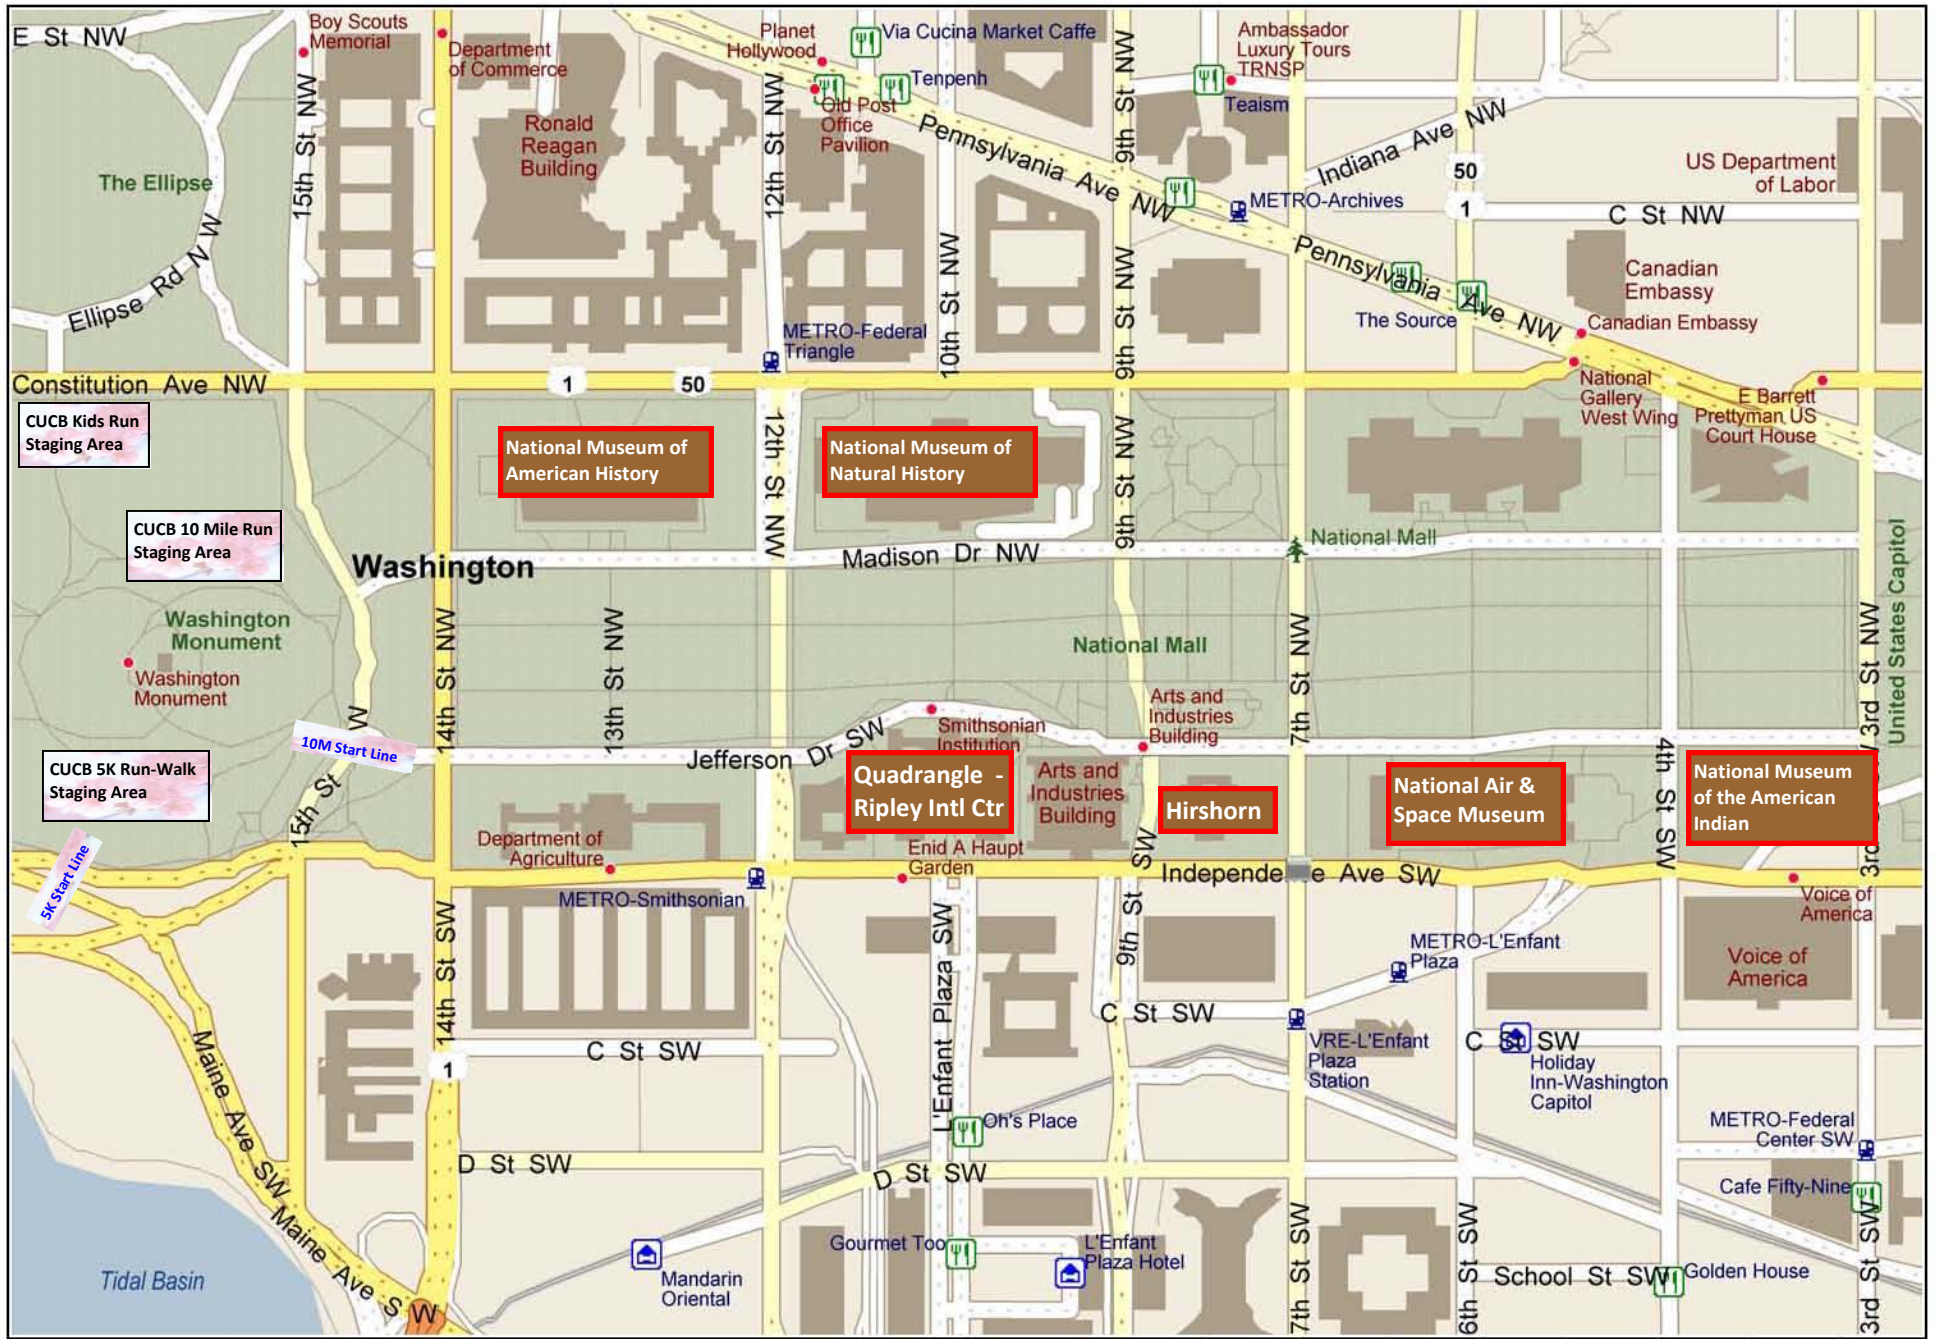 E St NW
Boy Scouts
Memorial
Department
of Commerce
Planet
Hollywood
Via Cucina Market Caffe
Tenpenh
Old Post
Office
Pavilion
Ambassador
Luxury Tours
TRNSP
Teaism
15th St NW
12th St NW
9th St NW
Ronald
Reagan
Building
The Ellipse
Ellipse Rd NW
Pennsylvania Ave NW
Indiana Ave NW
50
1
US Department
of Labor
C St NW
METRO-Archives
Pennsylvania Ave NW
Canadian
Embassy
Canadian Embassy
The Source
METRO-Federal
Triangle
10th St NW
9th St NW
Constitution Ave NW
1
50
National
Gallery
West Wing
E Barrett
Prettyman US
Court House
CUCB Kids Run
Staging Area
National Museum of
American History
12th St NW
National Museum of
Natural History
9th St NW
CUCB 10 Mile Run
Staging Area
Washington
Madison Dr NW
National Mall
United States Capitol
Washington
Monument
Washington
Monument
14th St NW
13th St NW
National Mall
7th St NW
3rd St NW
10M Start Line
W
Jefferson Dr SW
Smithsonian
Institution
Arts and
Industries
Building
CUCB 5K Run-Walk
Staging Area
15th St
Quadrangle -
Ripley Intl Ctr
Arts and
Industries
Building
Hirshorn
National Air &
Space Museum
4th St SW
National Museum
of the American
Indian
5K Start Line
Department of
Agriculture
Enid A Haupt
Garden
Independe e Ave SW
METRO-Smithsonian
Voice of
America
Voice of
America
14th St SW
L'Enfant Plaza SW
9th St SW
METRO-L'Enfant
Plaza
C St SW
VRE-L'Enfant
Plaza
Station
C St SW
Holiday
Inn-Washington
Capitol
C St SW
1
Maine Ave SW
Oh's Place
METRO-Federal
Center SW
D St SW
D St SW
Cafe Fifty-Nine
Maine Ave SW
Tidal Basin
Mandarin
Oriental
Gourmet Too
L'Enfant
Plaza Hotel
7th St SW
6th St SW
School St SW
Golden House
3rd St SW